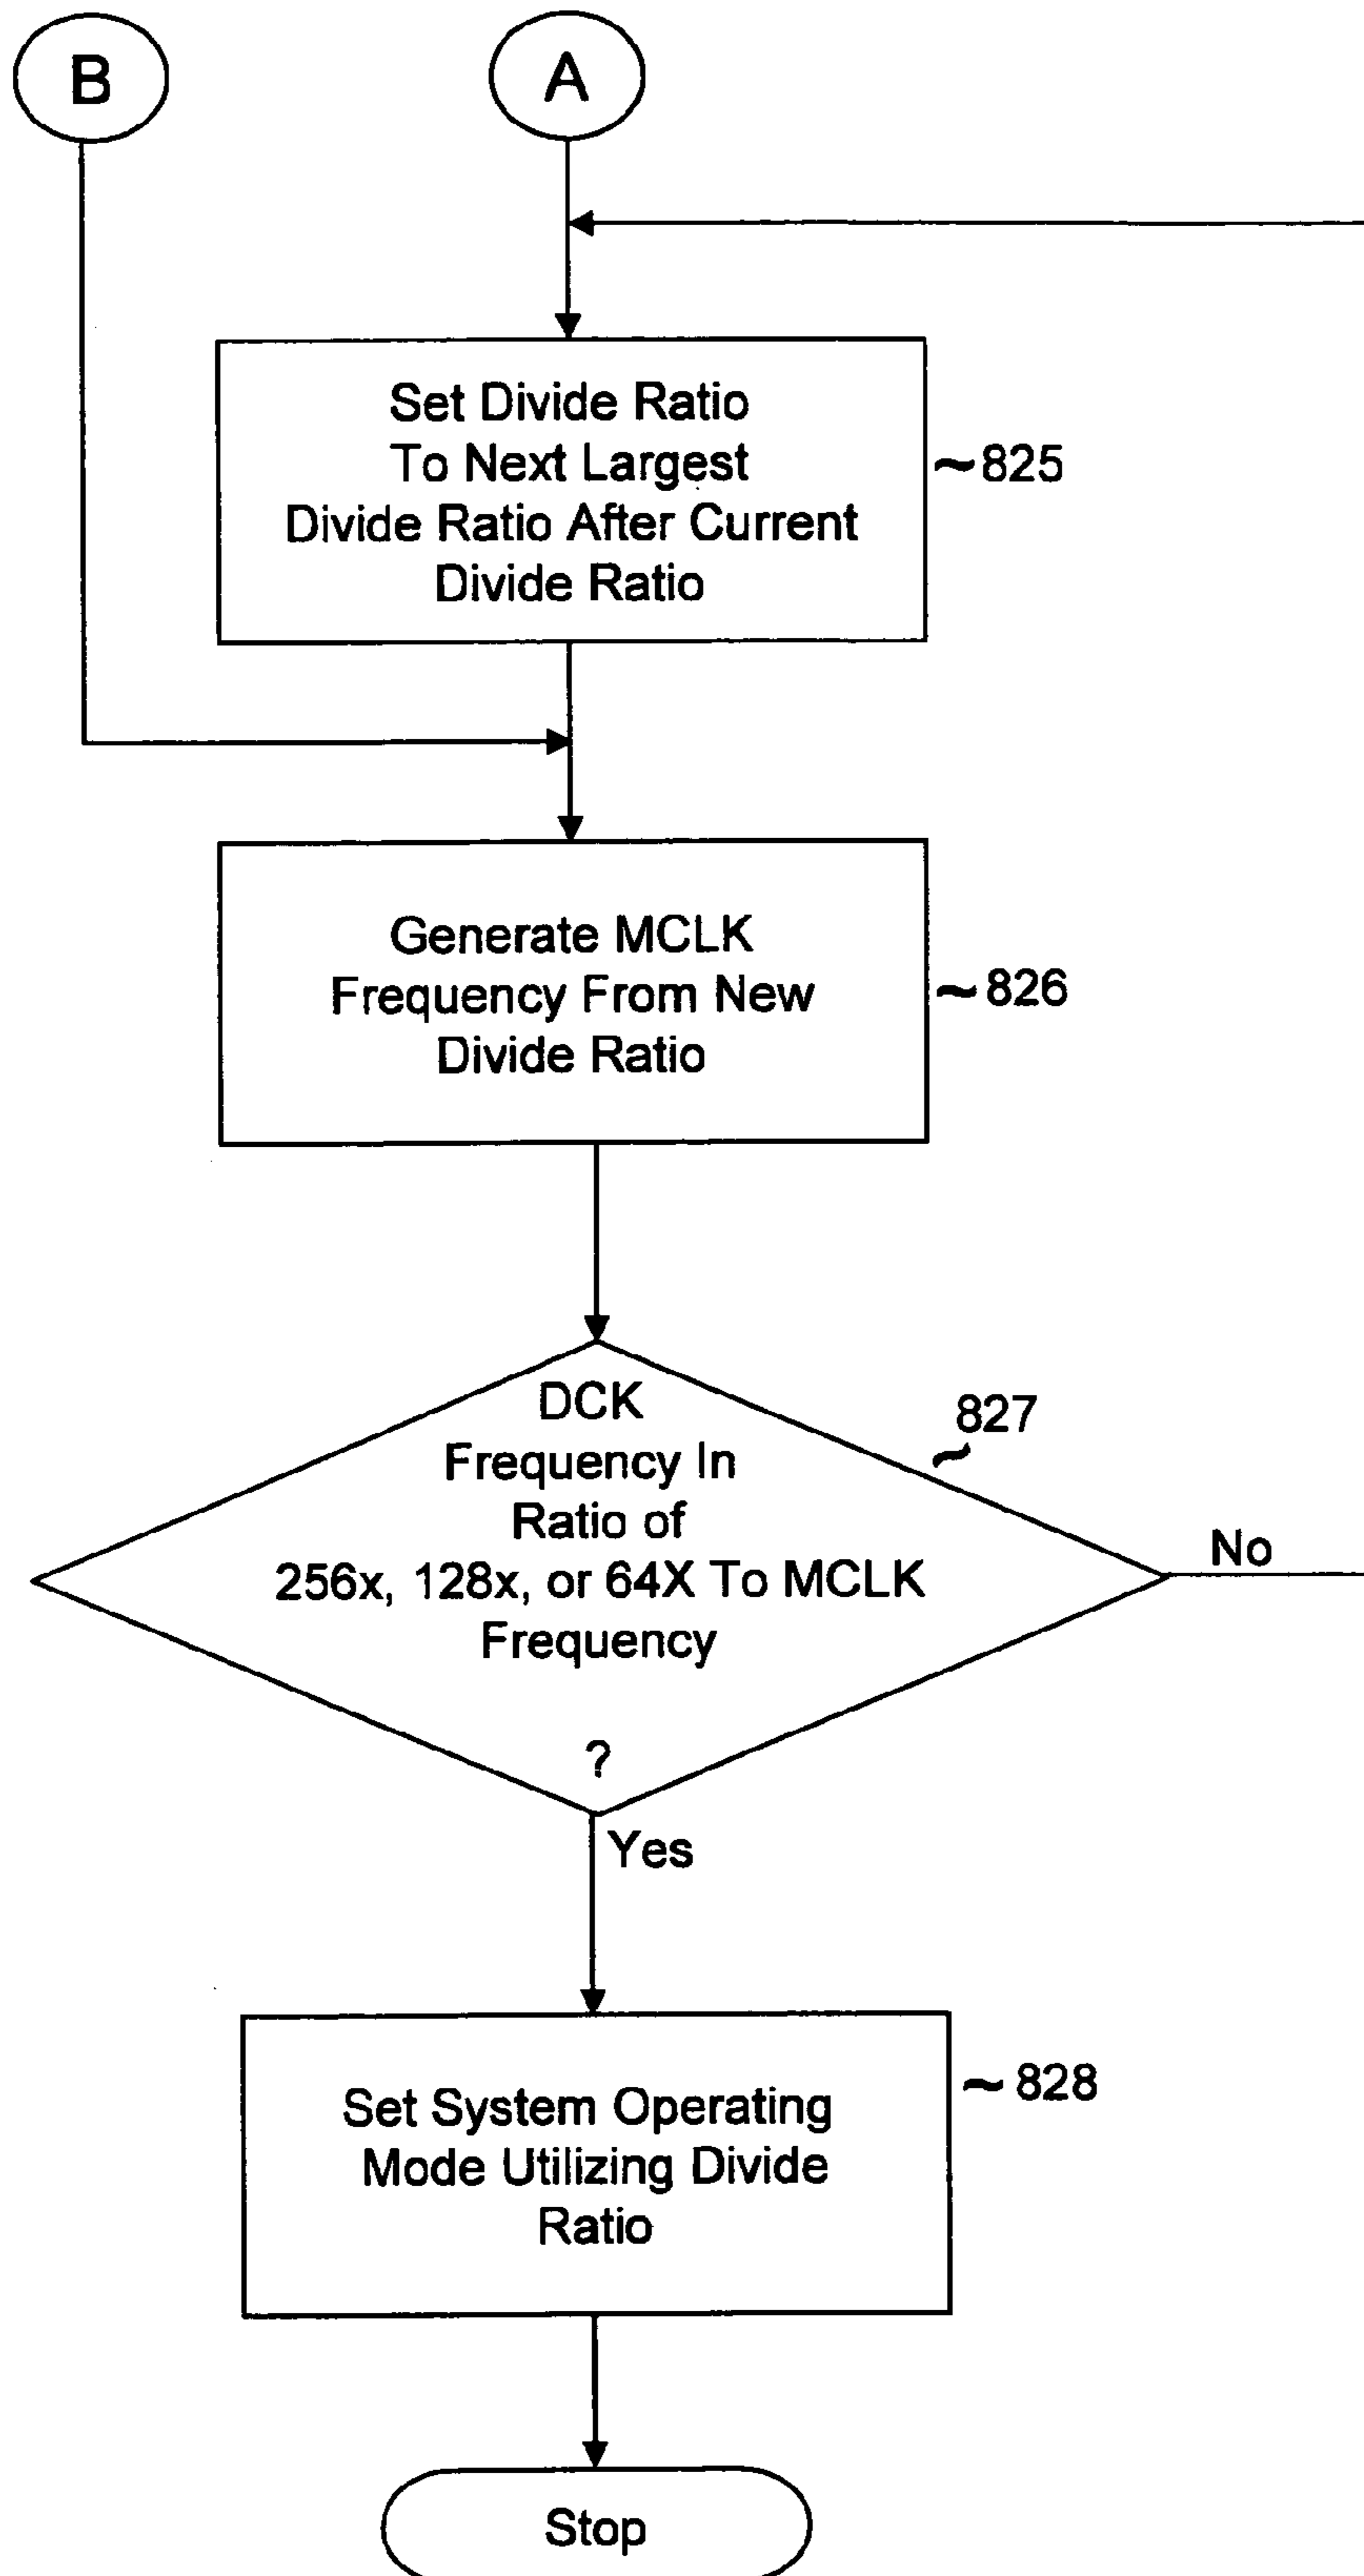 B
A
Set Divide Ratio
To Next Largest
Divide Ratio After Current
Divide Ratio
~825
Generate MCLK
Frequency From New
Divide Ratio
~826
DCK
Frequency In
Ratio of
256x, 128x, or 64X To MCLK
Frequency
?
~827
No
Yes
Set System Operating
Mode Utilizing Divide
Ratio
~828
Stop